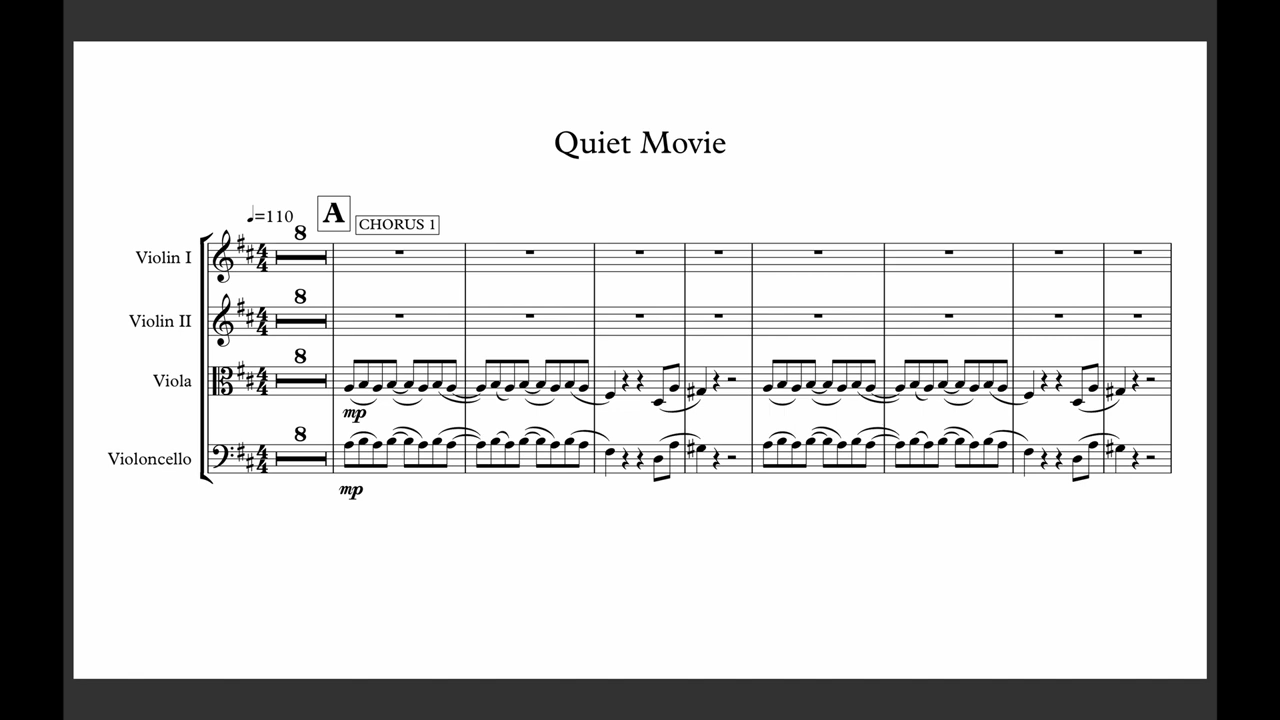 Quiet Movie
♩=110
A CHORUS 1
8
Violin I
8
Violin II
8
Viola
mp
8
Violoncello
mp